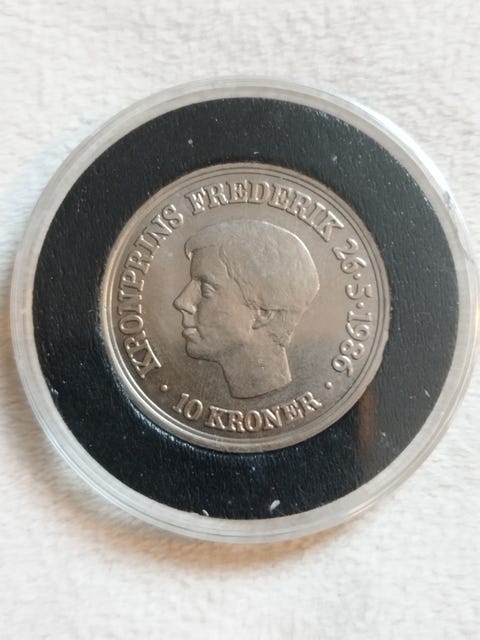 KRONPRINS FREDERIK 26·5·1986
· 10 KRONER ·